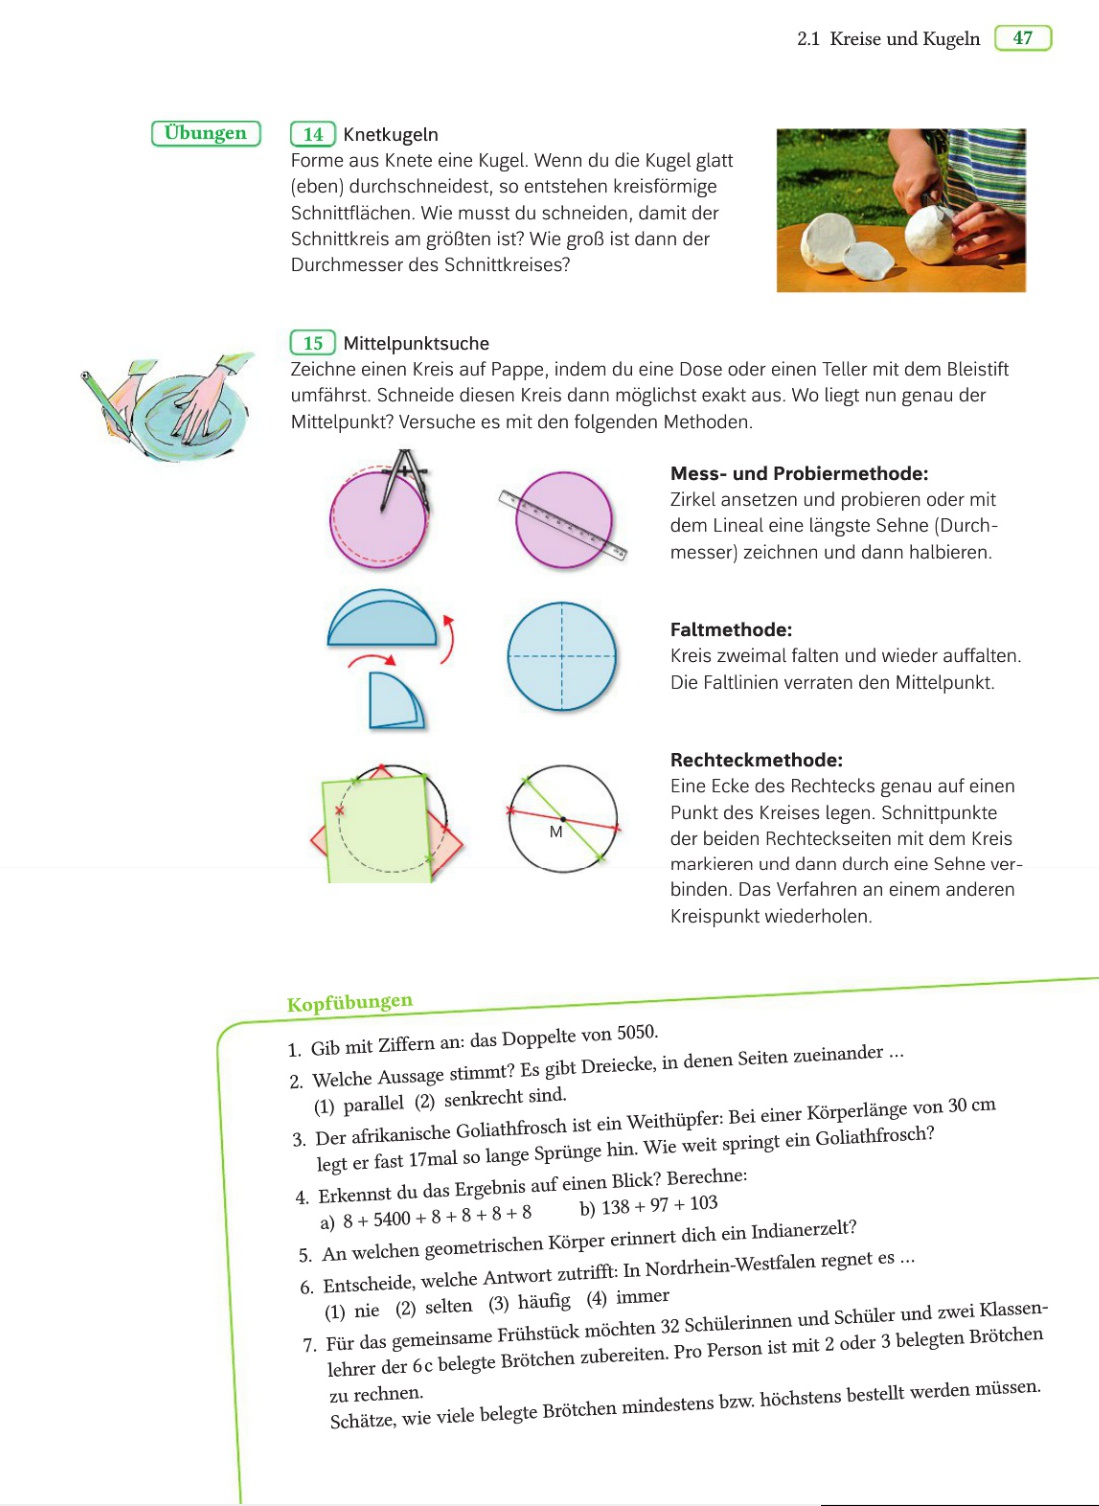 2.1 Kreise und Kugeln 47
Übungen
14 Knetkugeln
Forme aus Knete eine Kugel. Wenn du die Kugel glatt
(eben) durchschneidest, so entstehen kreisförmige
Schnittflächen. Wie musst du schneiden, damit der
Schnittkreis am größten ist? Wie groß ist dann der
Durchmesser des Schnittkreises?
15 Mittelpunktsuche
Zeichne einen Kreis auf Pappe, indem du eine Dose oder einen Teller mit dem Bleistift
umfährst. Schneide diesen Kreis dann möglichst exakt aus. Wo liegt nun genau der
Mittelpunkt? Versuche es mit den folgenden Methoden.
Mess- und Probiermethode:
Zirkel ansetzen und probieren oder mit
dem Lineal eine längste Sehne (Durch-
messer) zeichnen und dann halbieren.
Faltmethode:
Kreis zweimal falten und wieder auffalten.
Die Faltlinien verraten den Mittelpunkt.
M
Rechteckmethode:
Eine Ecke des Rechtecks genau auf einen
Punkt des Kreises legen. Schnittpunkte
der beiden Rechteckseiten mit dem Kreis
markieren und dann durch eine Sehne ver-
binden. Das Verfahren an einem anderen
Kreispunkt wiederholen.
Kopfübungen
1. Gib mit Ziffern an: das Doppelte von 5050.
2. Welche Aussage stimmt? Es gibt Dreiecke, in denen Seiten zueinander ...
(1) parallel (2) senkrecht sind.
3. Der afrikanische Goliathfrosch ist ein Weithüpfer: Bei einer Körperlänge von 30 cm
legt er fast 17mal so lange Sprünge hin. Wie weit springt ein Goliathfrosch?
4. Erkennst du das Ergebnis auf einen Blick? Berechne:
a) 8 + 5400 + 8 + 8 + 8 + 8 b) 138 + 97 + 103
5. An welchen geometrischen Körper erinnert dich ein Indianerzelt?
6. Entscheide, welche Antwort zutrifft: In Nordrhein-Westfalen regnet es ...
(1) nie (2) selten (3) häufig (4) immer
7. Für das gemeinsame Frühstück möchten 32 Schülerinnen und Schüler und zwei Klassen-
lehrer der 6c belegte Brötchen zubereiten. Pro Person ist mit 2 oder 3 belegten Brötchen
zu rechnen.
Schätze, wie viele belegte Brötchen mindestens bzw. höchstens bestellt werden müssen.